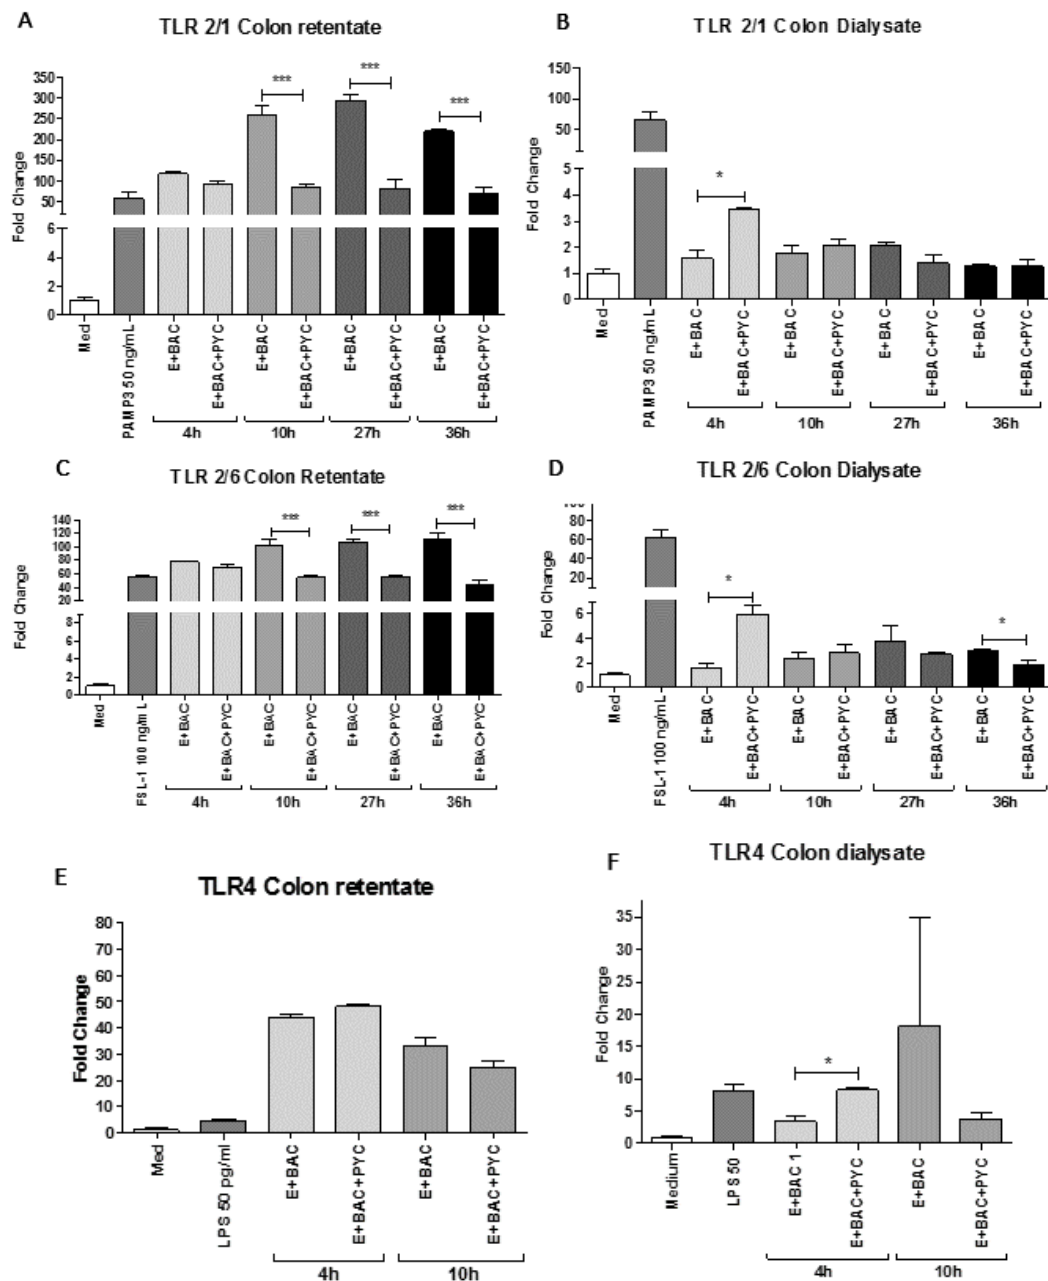 A
TLR 2/1 Colon retentate
Fold Change
350
300
250
200
150
100
50
6
4
2
0
***
***
***
Med
PAMP3 50 ng/mL
E+BAC
E+BAC+PYC
E+BAC
E+BAC+PYC
E+BAC
E+BAC+PYC
E+BAC
E+BAC+PYC
4h
10h
27h
36h
B
TLR 2/1 Colon Dialysate
Fold Change
150
100
50
5
4
3
2
1
0
*
Med
PAMP3 50 ng/mL
E+BAC
E+BAC+PYC
E+BAC
E+BAC+PYC
E+BAC
E+BAC+PYC
E+BAC
E+BAC+PYC
4h
10h
27h
36h
C
TLR 2/6 Colon Retentate
Fold Change
140
120
100
80
60
40
20
8
6
4
2
0
***
***
***
Med
FSL-1 100 ng/mL
E+BAC
E+BAC+PYC
E+BAC
E+BAC+PYC
E+BAC
E+BAC+PYC
E+BAC
E+BAC+PYC
4h
10h
27h
36h
D
TLR 2/6 Colon Dialysate
Fold Change
100
80
60
40
20
6
4
2
0
*
*
Med
FSL-1 100 ng/mL
E+BAC
E+BAC+PYC
E+BAC
E+BAC+PYC
E+BAC
E+BAC+PYC
E+BAC
E+BAC+PYC
4h
10h
27h
36h
E
TLR4 Colon retentate
Fold Change
80
70
60
50
40
30
20
10
0
Med
LPS 50 pg/ml
E+BAC
E+BAC+PYC
E+BAC
E+BAC+PYC
4h
10h
F
TLR4 Colon dialysate
Fold Change
35
30
25
20
15
10
5
0
*
Medium
LPS 50
E+BAC 1
E+BAC+PYC
E+BAC
E+BAC+PYC
4h
10h